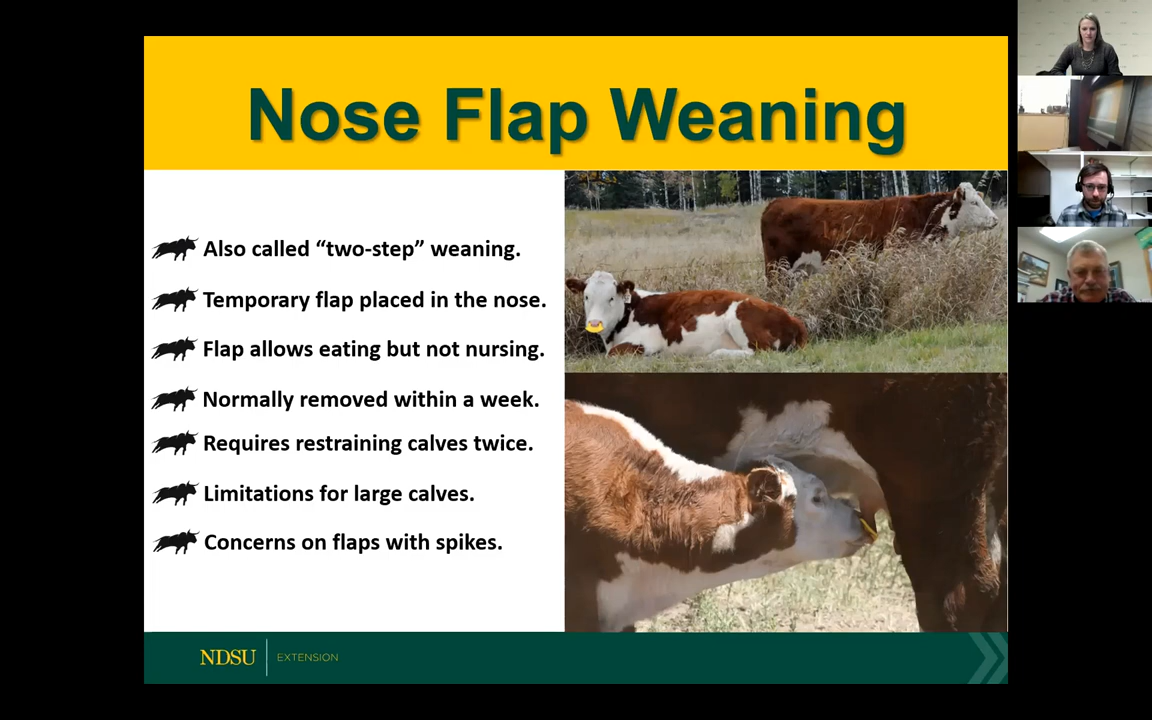 Nose Flap Weaning
Also called “two-step” weaning.
Temporary flap placed in the nose.
Flap allows eating but not nursing.
Normally removed within a week.
Requires restraining calves twice.
Limitations for large calves.
Concerns on flaps with spikes.
NDSU EXTENSION